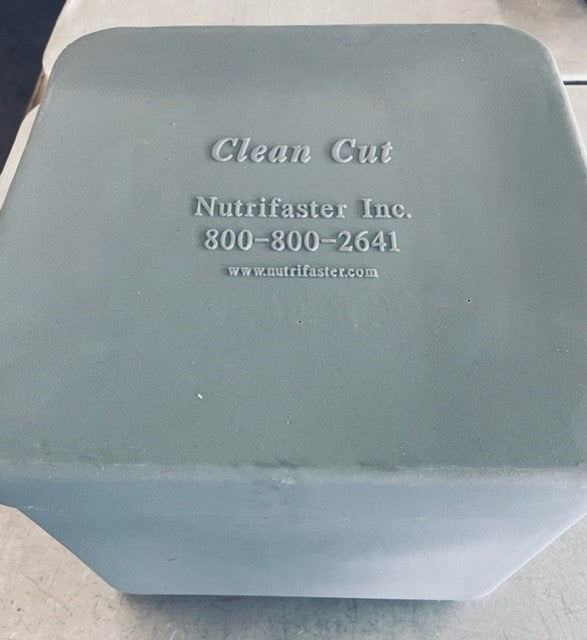 Clean Cut
Nutrifaster Inc.
800-800-2641
www.nutrifaster.com